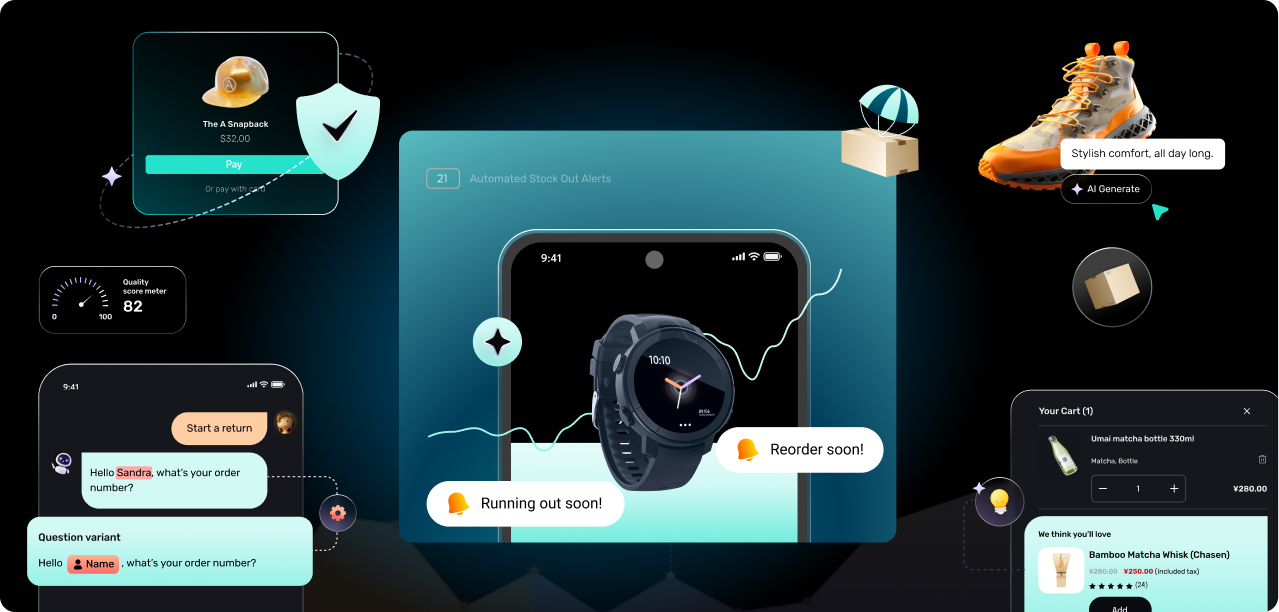 The A Snapback
$32.00
Pay
Or pay with card
Quality
score meter
82
0
100
9:41
Start a return
Hello Sandra, what's your order
number?
Question variant
Hello Name , what's your order number?
21 Automated Stock Out Alerts
9:41
10:10
Reorder soon!
Running out soon!
Stylish comfort, all day long.
AI Generate
Your Cart (1)
Umai matcha bottle 330ml
Matcha, Bottle
1
¥280.00
We think you'll love
Bamboo Matcha Whisk (Chasen)
¥280.00 ¥250.00 (included tax)
(24)
Add